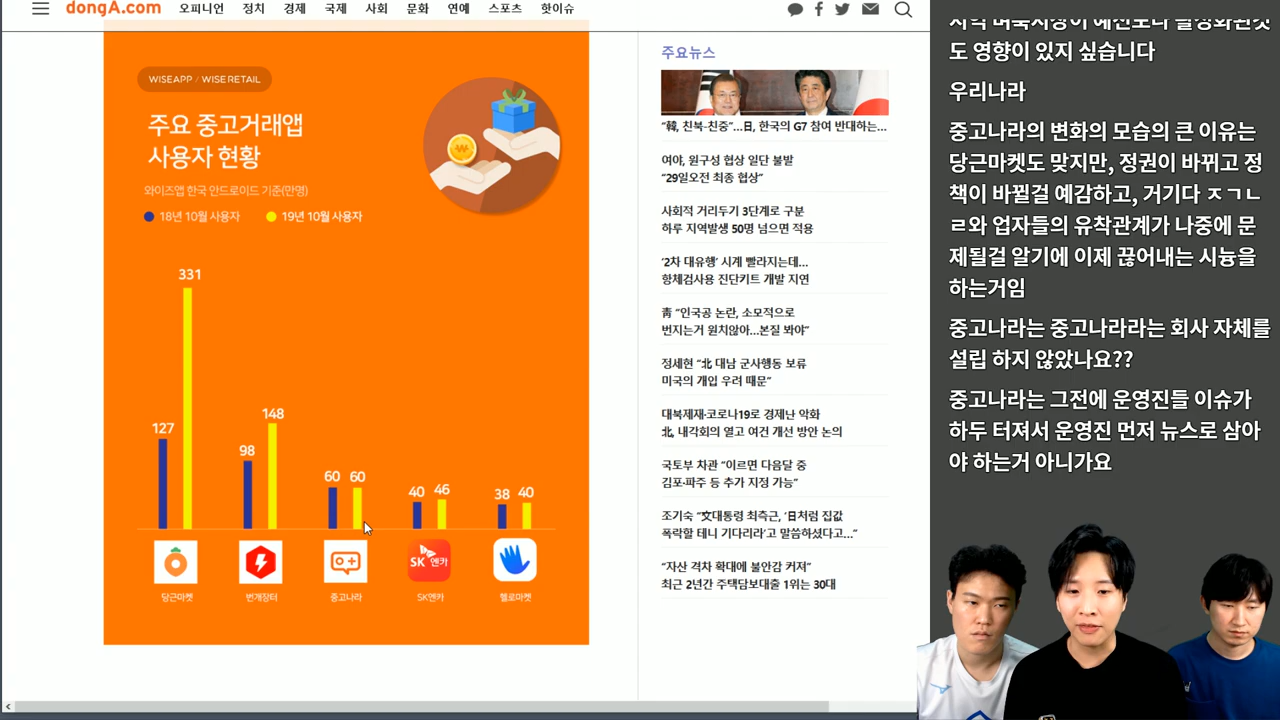 dongA.com
오피니언 정치 경제 국제 사회 문화 연예 스포츠 핫이슈
WISEAPP / WISERETAIL
주요 중고거래앱
사용자 현황
와이즈앱 한국 안드로이드 기준(만명)
18년 10월 사용자 19년 10월 사용자
331
127
148
98
60 60
40 46
38 40
SK엔카
당근마켓 번개장터 중고나라 SK엔카 헬로마켓
주요뉴스
“韓, 친북-친중”…日, 한국의 G7 참여 반대하는…
여야, 원구성 협상 일단 불발
“29일오전 최종 협상”
사회적 거리두기 3단계로 구분
하루 지역발생 50명 넘으면 적용
‘2차 대유행’ 시계 빨라지는데…
항체검사용 진단키트 개발 지연
靑 “인국공 논란, 소모적으로
번지는거 원치않아…본질 봐야”
정세현 “北 대남 군사행동 보류
미국의 개입 우려 때문”
대북제재·코로나19로 경제난 악화
北, 내각회의 열고 여건 개선 방안 논의
국토부 차관 “이르면 다음달 중
김포·파주 등 추가 지정 가능”
조기숙 “文대통령 최측근, ‘日처럼 집값
폭락할 테니 기다리라’고 말씀하셨다고…”
“자산 격차 확대에 불안감 커져”
최근 2년간 주택담보대출 1위는 30대
도 영향이 있지 싶습니다
우리나라
중고나라의 변화의 모습의 큰 이유는
당근마켓도 맞지만, 정권이 바뀌고 정
책이 바뀔걸 예감하고, 거기다 ㅈㄱㄴ
ㄹ와 업자들의 유착관계가 나중에 문
제될걸 알기에 이제 끊어내는 시늉을
하는거임
중고나라는 중고나라라는 회사 자체를
설립 하지 않았나요??
중고나라는 그전에 운영진들 이슈가
하두 터져서 운영진 먼저 뉴스로 삼아
야 하는거 아니가요